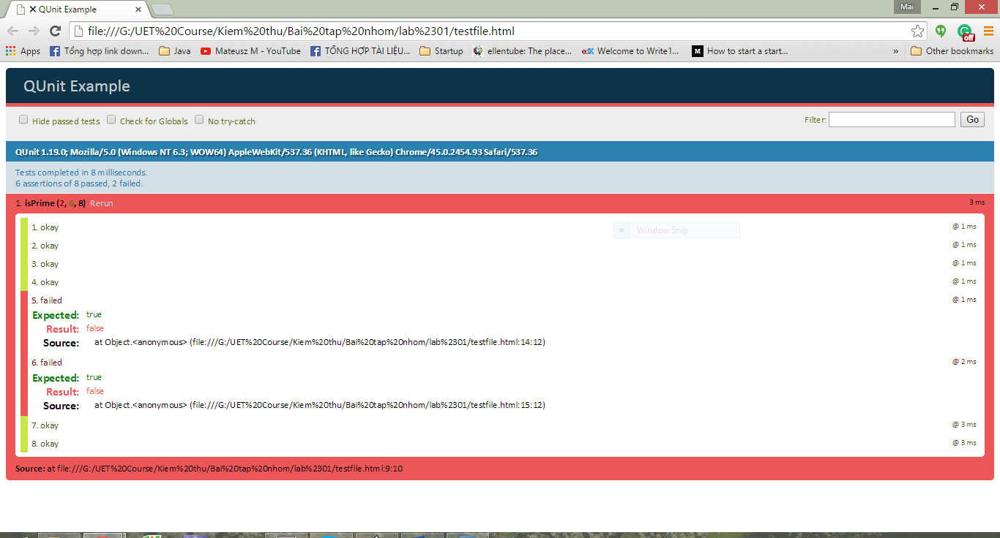 QUnit Example
Mai
file:///G:/UET%20Course/Kiem%20thu/Bai%20tap%20nhom/lab%2301/testfile.html
off
Apps Tổng hợp link down... Java Mateusz M - YouTube TỔNG HỢP TÀI LIỆU... Startup ellentube: The place... edX Welcome to Write1... M How to start a start... » Other bookmarks
QUnit Example
Hide passed tests Check for Globals No try-catch Filter: Go
QUnit 1.19.0; Mozilla/5.0 (Windows NT 6.3; WOW64) AppleWebKit/537.36 (KHTML, like Gecko) Chrome/45.0.2454.93 Safari/537.36
Tests completed in 8 milliseconds.
6 assertions of 8 passed, 2 failed.
1. isPrime (2, 6, 8) Rerun 3 ms
1. okay @ 1 ms
Window Snip
2. okay @ 1 ms
3. okay @ 1 ms
4. okay @ 1 ms
5. failed @ 1 ms
Expected: true
Result: false
Source: at Object.<anonymous> (file:///G:/UET%20Course/Kiem%20thu/Bai%20tap%20nhom/lab%2301/testfile.html:14:12)
6. failed @ 2 ms
Expected: true
Result: false
Source: at Object.<anonymous> (file:///G:/UET%20Course/Kiem%20thu/Bai%20tap%20nhom/lab%2301/testfile.html:15:12)
7. okay @ 3 ms
8. okay @ 3 ms
Source: at file:///G:/UET%20Course/Kiem%20thu/Bai%20tap%20nhom/lab%2301/testfile.html:9:10